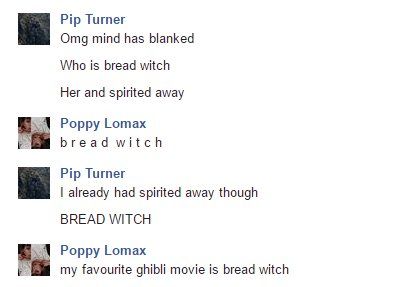 Pip Turner
Omg mind has blanked
Who is bread witch
Her and spirited away
Poppy Lomax
b r e a d  w i t c h
Pip Turner
I already had spirited away though
BREAD WITCH
Poppy Lomax
my favourite ghibli movie is bread witch